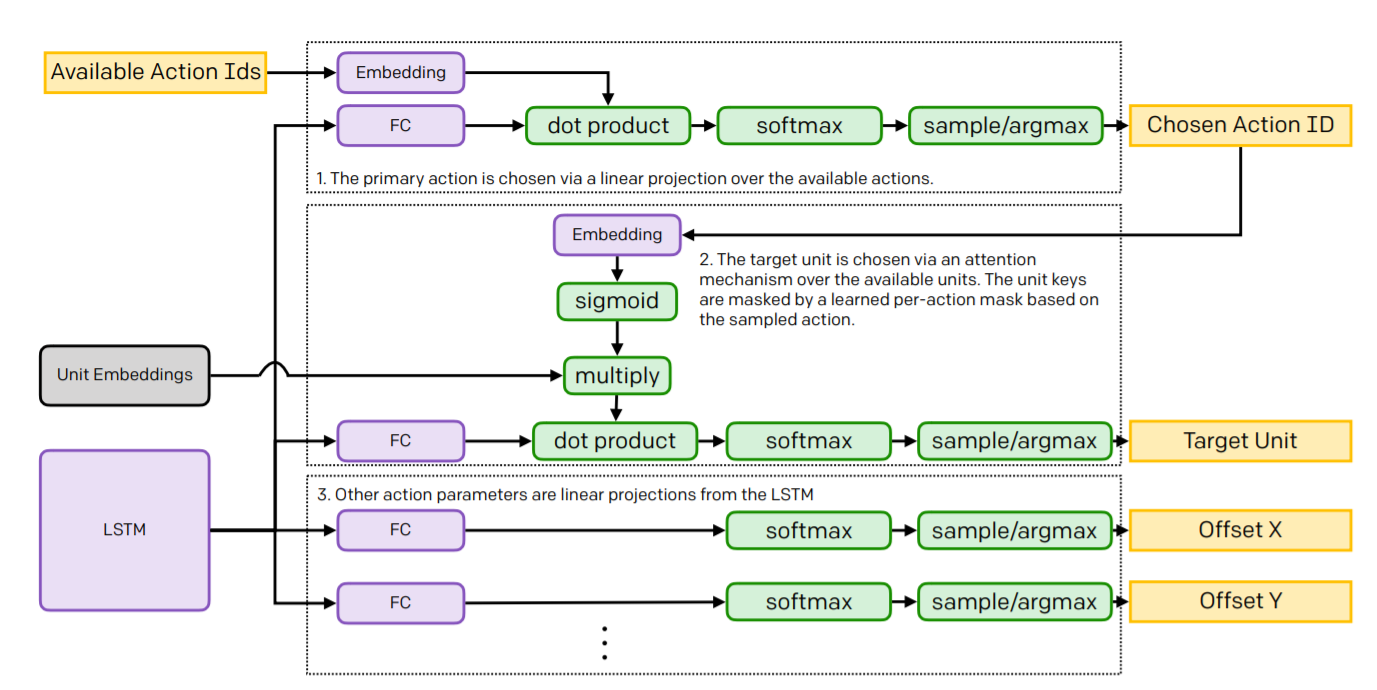 Available Action Ids
Embedding
FC
dot product
softmax
sample/argmax
Chosen Action ID
1. The primary action is chosen via a linear projection over the available actions.
Embedding
2. The target unit is chosen via an attention
mechanism over the available units. The unit keys
are masked by a learned per-action mask based on
the sampled action.
sigmoid
Unit Embeddings
multiply
FC
dot product
softmax
sample/argmax
Target Unit
LSTM
3. Other action parameters are linear projections from the LSTM
FC
softmax
sample/argmax
Offset X
FC
softmax
sample/argmax
Offset Y